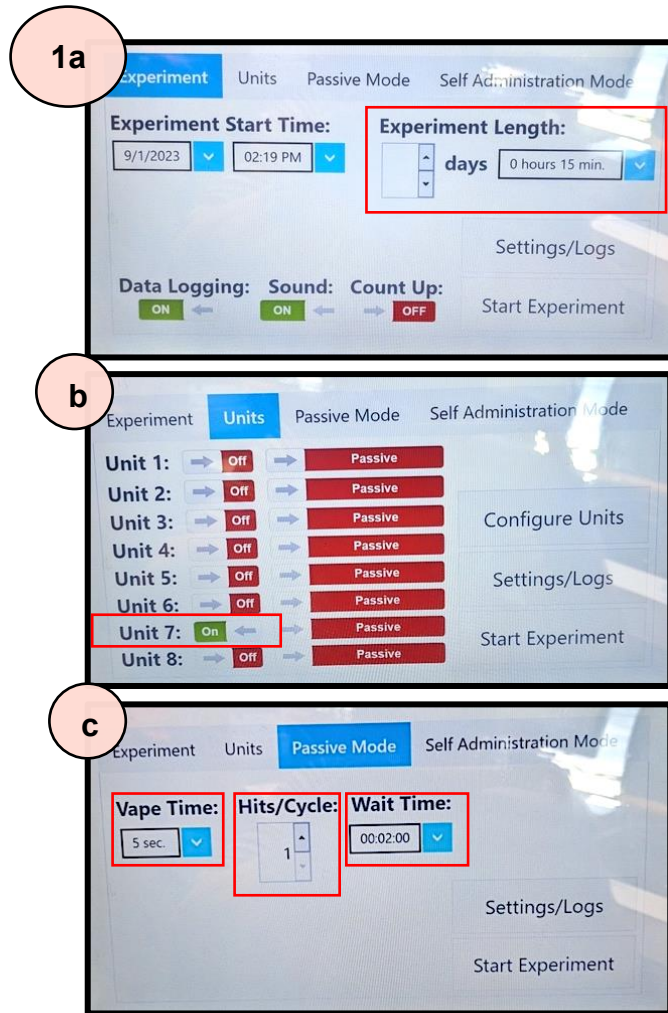 1a
Experiment Units Passive Mode Self Administration Mode
Experiment Start Time: Experiment Length:
9/1/2023 02:19 PM days 0 hours 15 min.
Settings/Logs
Data Logging: Sound: Count Up:
ON ON OFF Start Experiment
b
Experiment Units Passive Mode Self Administration Mode
Unit 1: Off Passive
Unit 2: Off Passive
Unit 3: Off Passive Configure Units
Unit 4: Off Passive
Unit 5: Off Passive Settings/Logs
Unit 6: Off Passive
Unit 7: On Passive Start Experiment
Unit 8: Off Passive
c
Experiment Units Passive Mode Self Administration Mode
Vape Time: Hits/Cycle: Wait Time:
5 sec. 1 00:02:00
Settings/Logs
Start Experiment